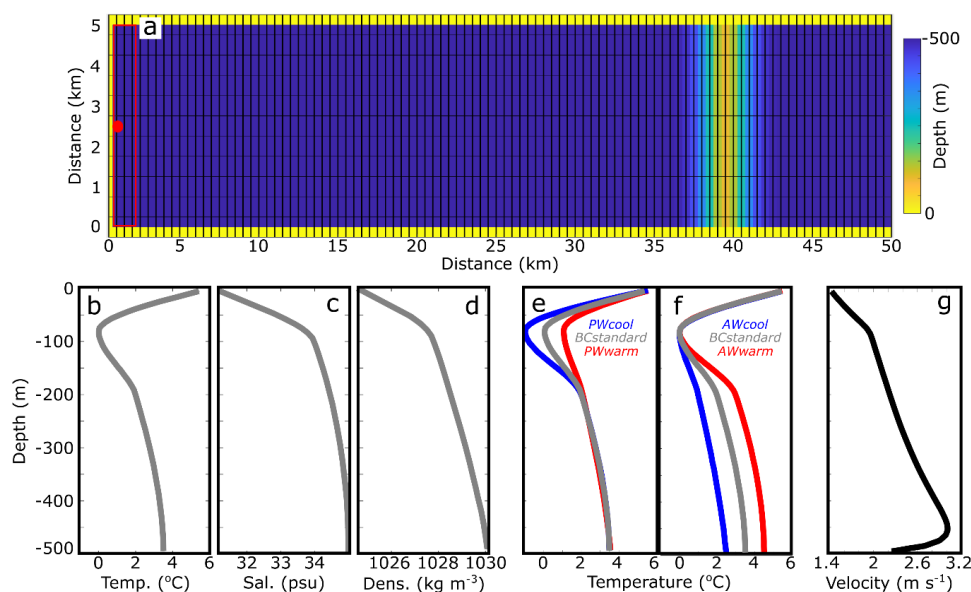 a
5
4
3
2
1
0
Distance (km)
0 5 10 15 20 25 30 35 40 45 50
Distance (km)
-500
0
Depth (m)
b
c
d
e
f
g
PWcool
BCstandard
PWwarm
AWcool
BCstandard
AWwarm
0
-100
-200
-300
-400
-500
Depth (m)
0 2 4 6
Temp. (°C)
32 33 34
Sal. (psu)
1026 1028 1030
Dens. (kg m⁻³)
0 2 4 6
0 2 4 6
Temperature (°C)
1.4 2 2.6 3.2
Velocity (m s⁻¹)